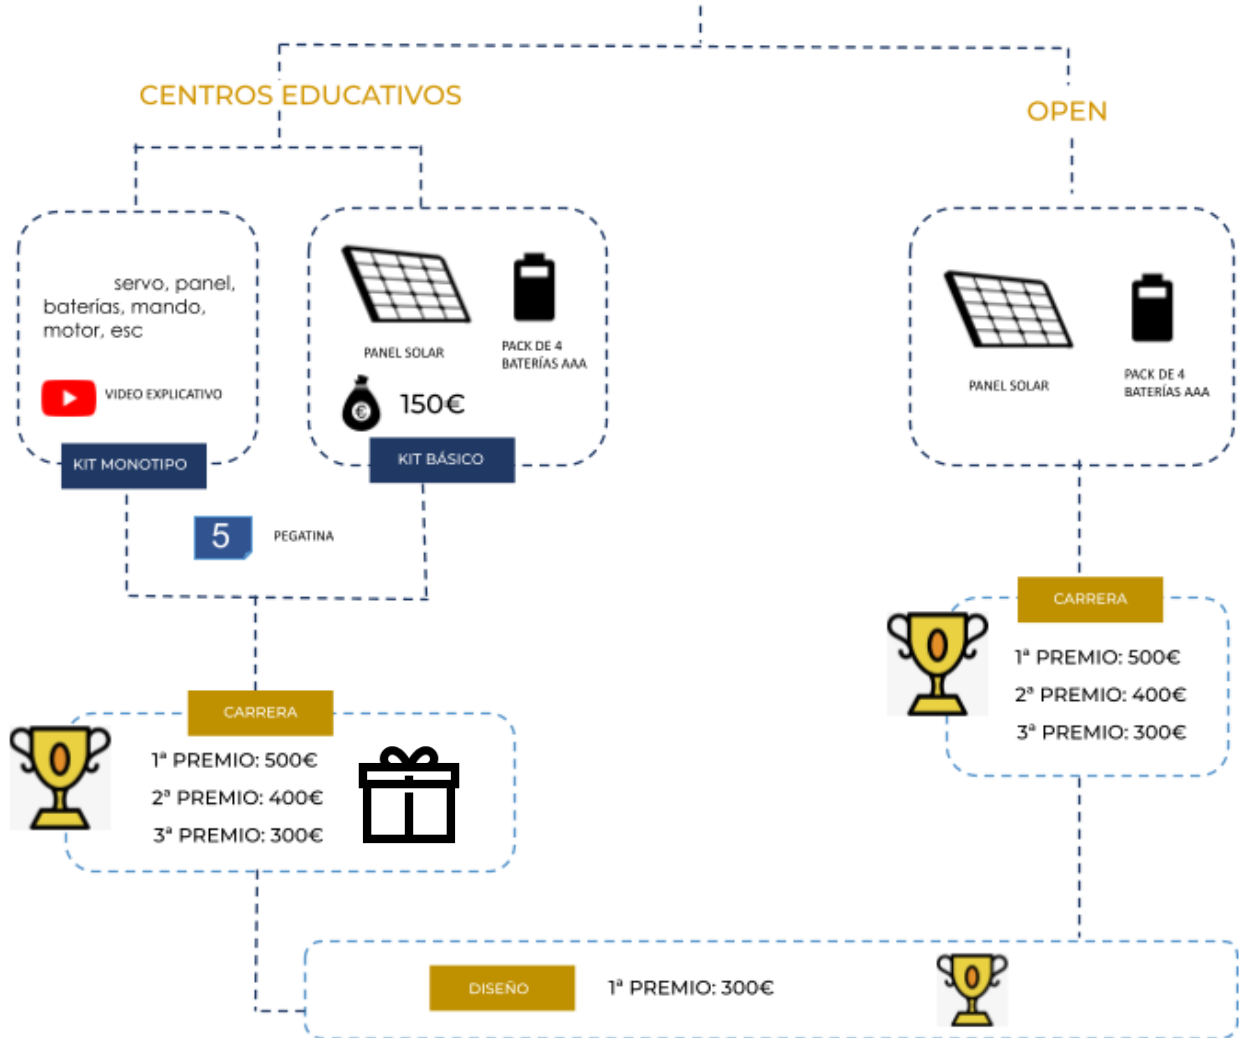 CENTROS EDUCATIVOS
OPEN
servo, panel,
baterías, mando,
motor, esc
VIDEO EXPLICATIVO
KIT MONOTIPO
PANEL SOLAR
PACK DE 4
BATERÍAS AAA
€
150€
KIT BÁSICO
PANEL SOLAR
PACK DE 4
BATERÍAS AAA
5
PEGATINA
CARRERA
1ª PREMIO: 500€
2ª PREMIO: 400€
3ª PREMIO: 300€
CARRERA
1ª PREMIO: 500€
2ª PREMIO: 400€
3ª PREMIO: 300€
DISEÑO
1ª PREMIO: 300€